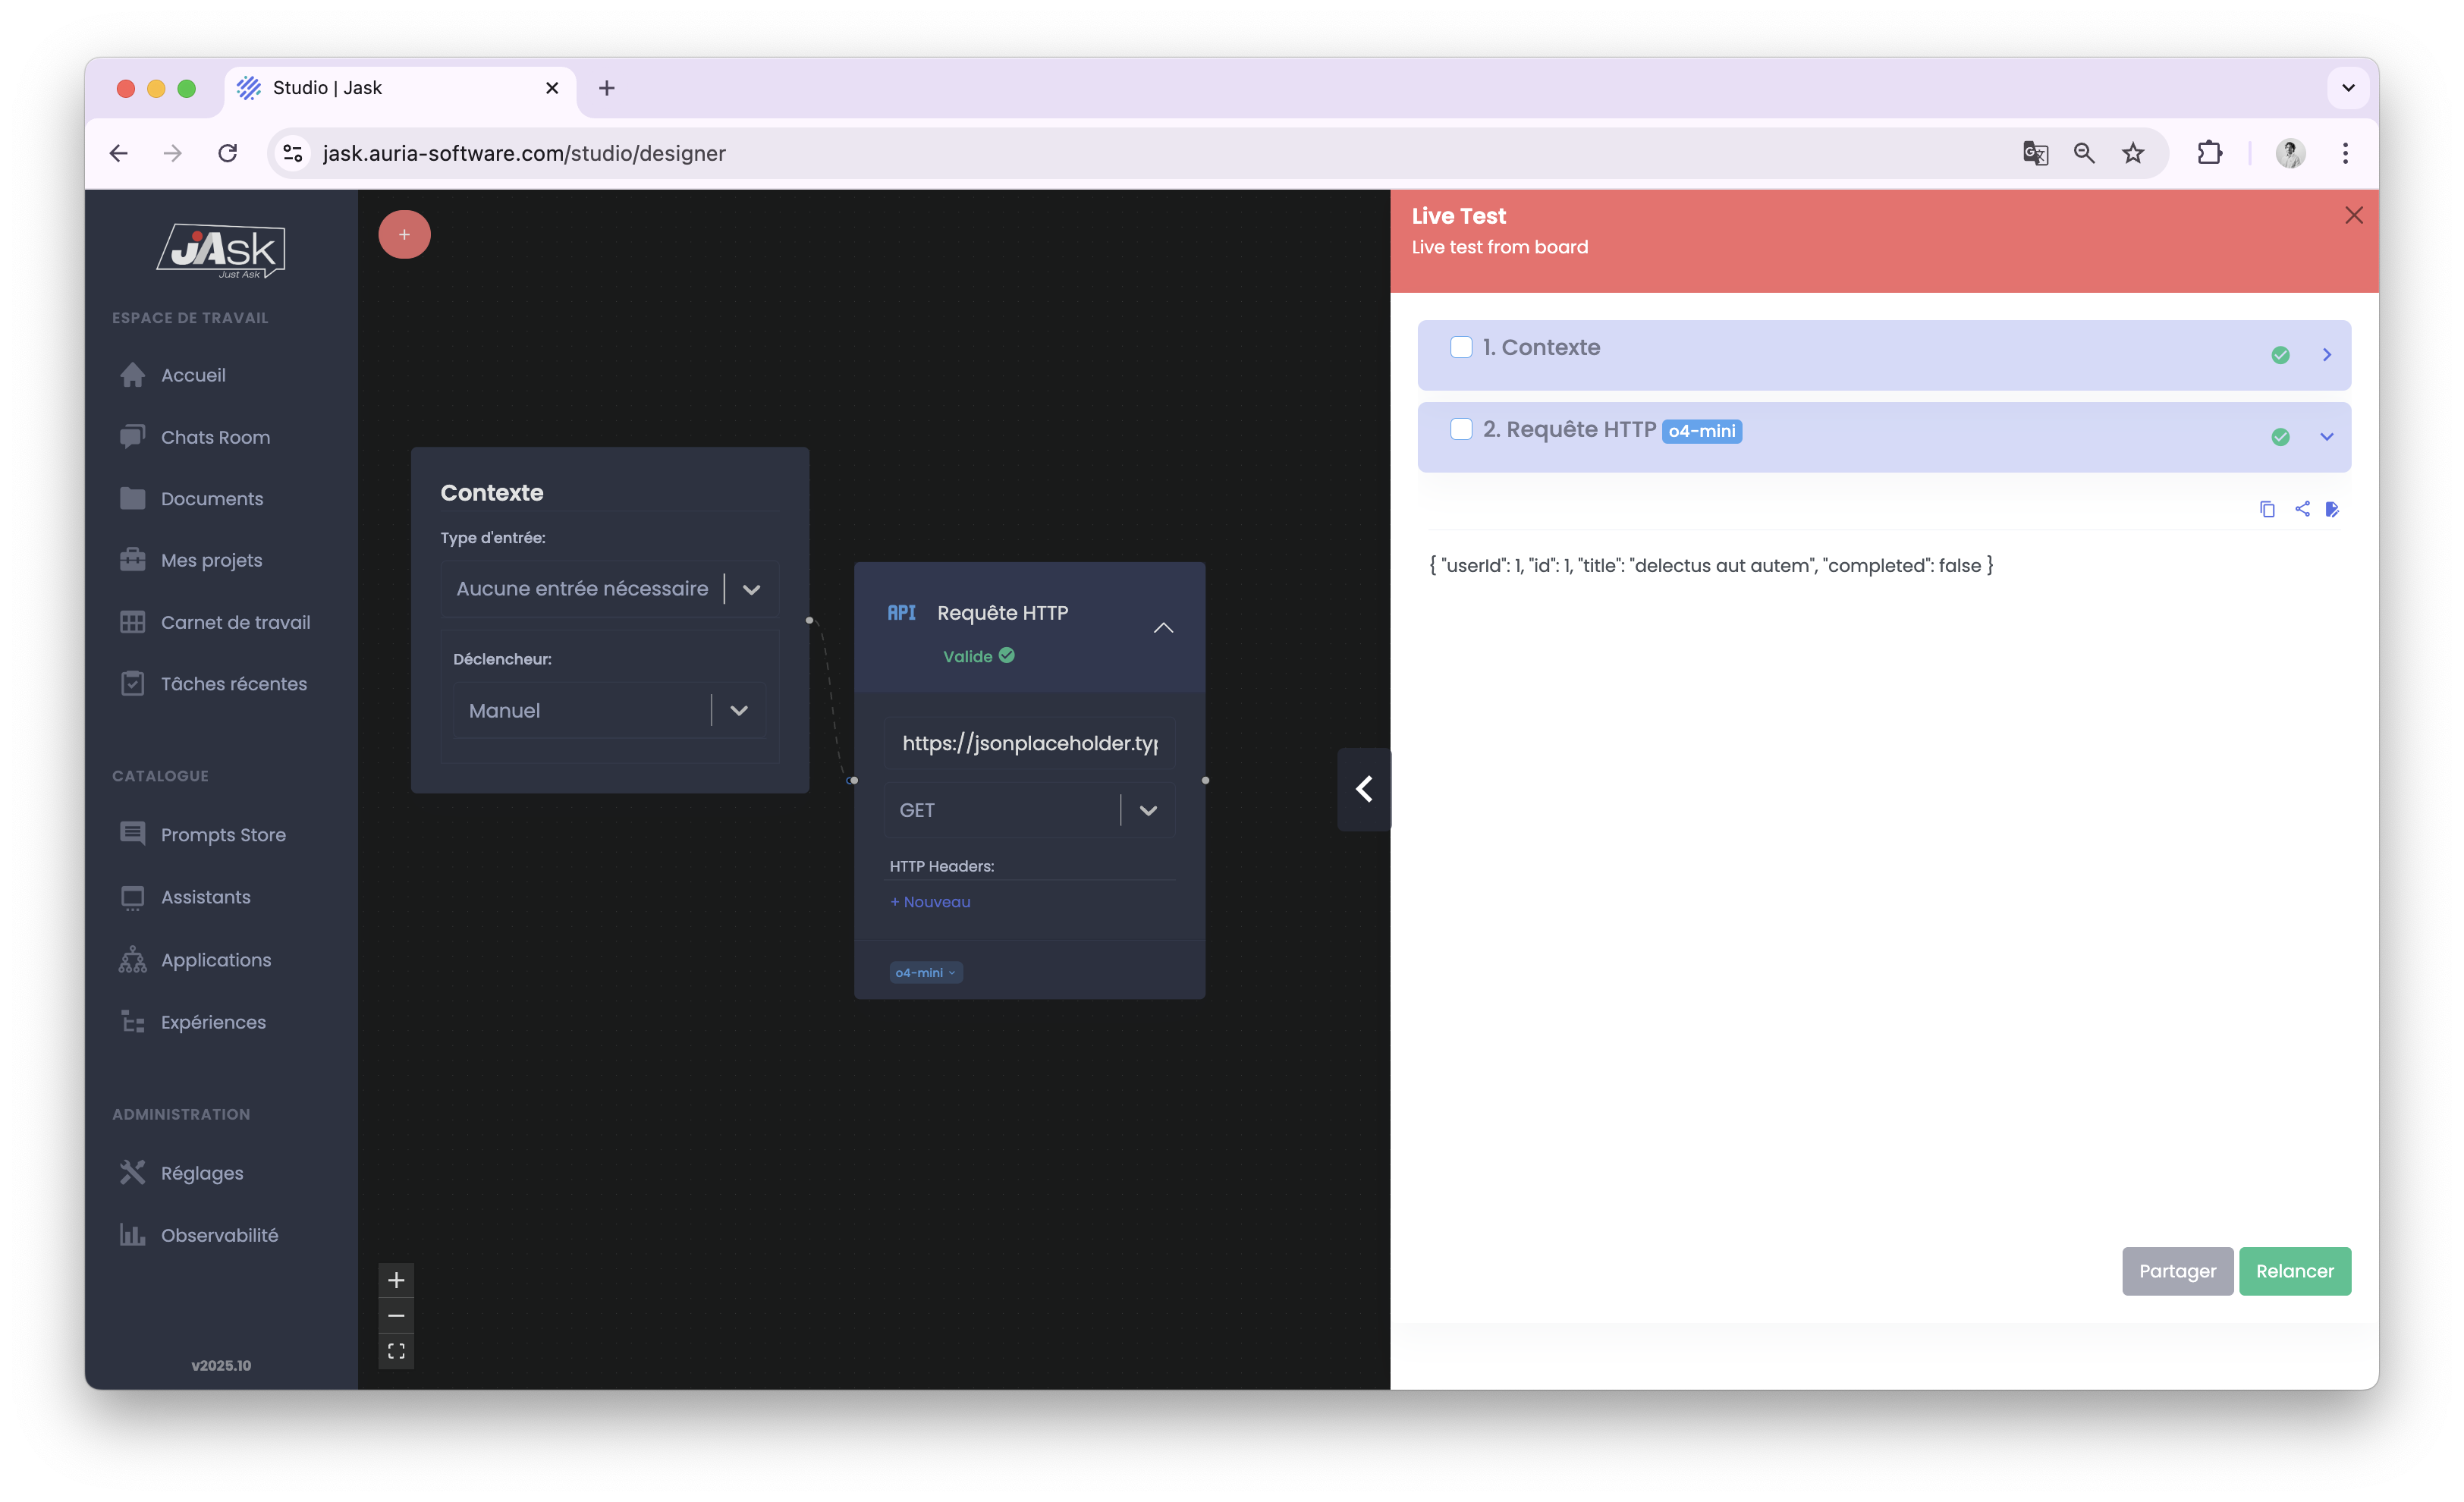 Studio | Jask
jask.auria-software.com/studio/designer
jAsk
Just Ask
ESPACE DE TRAVAIL
Accueil
Chats Room
Documents
Mes projets
Carnet de travail
Tâches récentes
CATALOGUE
Prompts Store
Assistants
Applications
Expériences
ADMINISTRATION
Réglages
Observabilité
v2025.10
+
Contexte
Type d'entrée:
Aucune entrée nécessaire
Déclencheur:
Manuel
API Requête HTTP
Valide
https://jsonplaceholder.typ
GET
HTTP Headers:
+ Nouveau
o4-mini
Live Test
Live test from board
1. Contexte
2. Requête HTTP o4-mini
{ "userId": 1, "id": 1, "title": "delectus aut autem", "completed": false }
Partager
Relancer